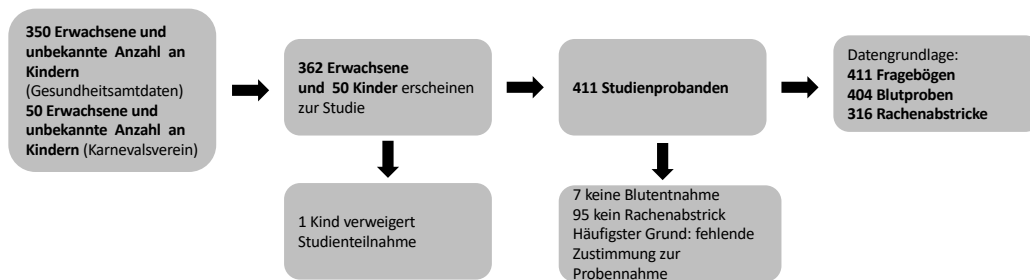 350 Erwachsene und
unbekannte Anzahl an
Kindern
(Gesundheitsamtdaten)
50 Erwachsene und
unbekannte Anzahl an
Kindern (Karnevalsverein)
362 Erwachsene
und 50 Kinder erscheinen
zur Studie
411 Studienprobanden
Datengrundlage:
411 Fragebögen
404 Blutproben
316 Rachenabstricke
1 Kind verweigert
Studienteilnahme
7 keine Blutentnahme
95 kein Rachenabstrick
Häufigster Grund: fehlende
Zustimmung zur
Probennahme